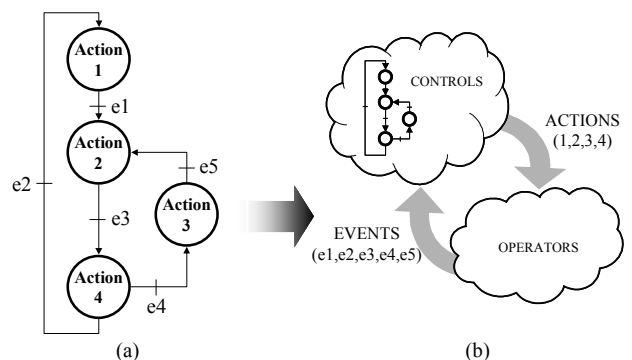 Action
1
e1
Action
2
e2
e5
e3
Action
3
Action
4
e4
(a)
CONTROLS
ACTIONS
(1,2,3,4)
EVENTS
(e1,e2,e3,e4,e5)
OPERATORS
(b)